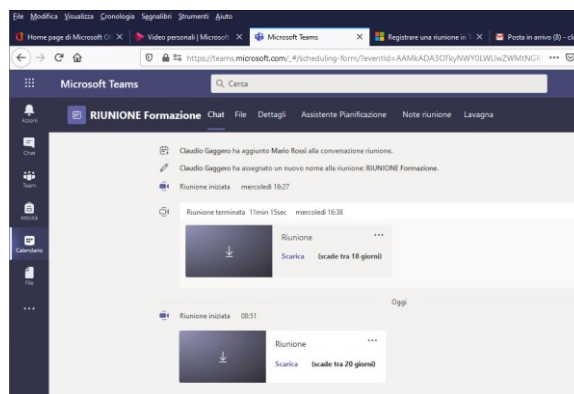 File Modifica Visualizza Cronologia Segnalibri Strumenti Aiuto
Home page di Microsoft Of
Video personali | Microsoft
Microsoft Teams
Registrare una riunione in T
Posta in arrivo (8) - cla
https://teams.microsoft.com/_#/scheduling-form/?eventId=
Microsoft Teams
Cerca
RIUNIONE Formazione Chat File Dettagli Assistente Pianificazione Note riunione Lavagna
Azioni
Chat
Team
Attività
Calendario
File
Claudio Gaggero ha aggiunto Mario Rossi alla conversazione riunione.
Claudio Gaggero ha assegnato un nuovo nome alla riunione: RIUNIONE Formazione.
Riunione iniziata mercoledì 16:27
Riunione terminata 11min 15sec mercoledì 16:38
Riunione
Scarica (scade tra 18 giorni)
Oggi
Riunione iniziata 08:51
Riunione
Scarica (scade tra 20 giorni)